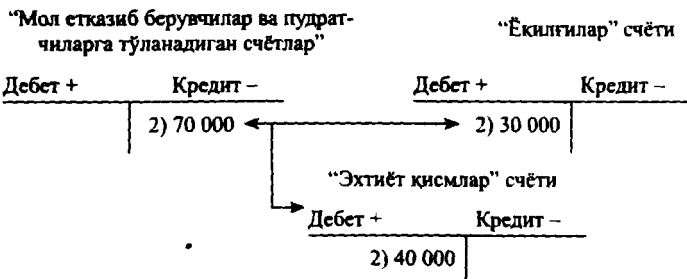 “Мол етказиб берувчилар ва пудрат-
чиларга тўланадиган счётлар”
“Ёқилғилар” счёти
Дебет + Кредит – Дебет + Кредит –
2) 70 000 2) 30 000
“Эҳтиёт қисмлар” счёти
Дебет + Кредит –
2) 40 000